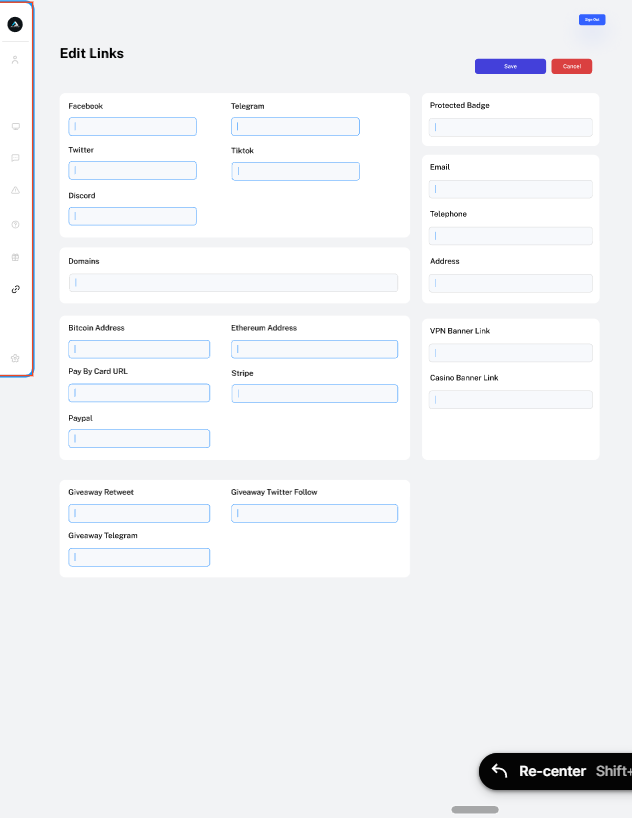 Sign Out
Edit Links
Save
Cancel
Facebook
Telegram
Twitter
Tiktok
Discord
Domains
Bitcoin Address
Ethereum Address
Pay By Card URL
Stripe
Paypal
Giveaway Retweet
Giveaway Twitter Follow
Giveaway Telegram
Protected Badge
Email
Telephone
Address
VPN Banner Link
Casino Banner Link
Re-center Shift+